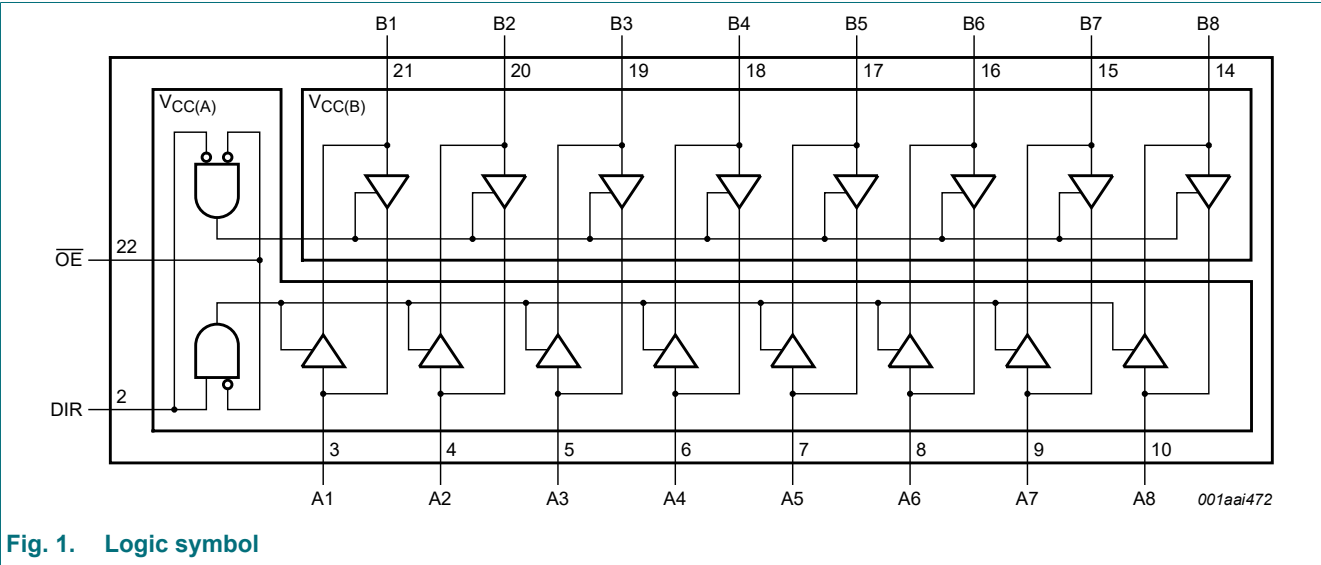 B1 B2 B3 B4 B5 B6 B7 B8
21 20 19 18 17 16 15 14
VCC(A) VCC(B)
OE 22
DIR 2
3 4 5 6 7 8 9 10
A1 A2 A3 A4 A5 A6 A7 A8 001aai472
Fig. 1. Logic symbol